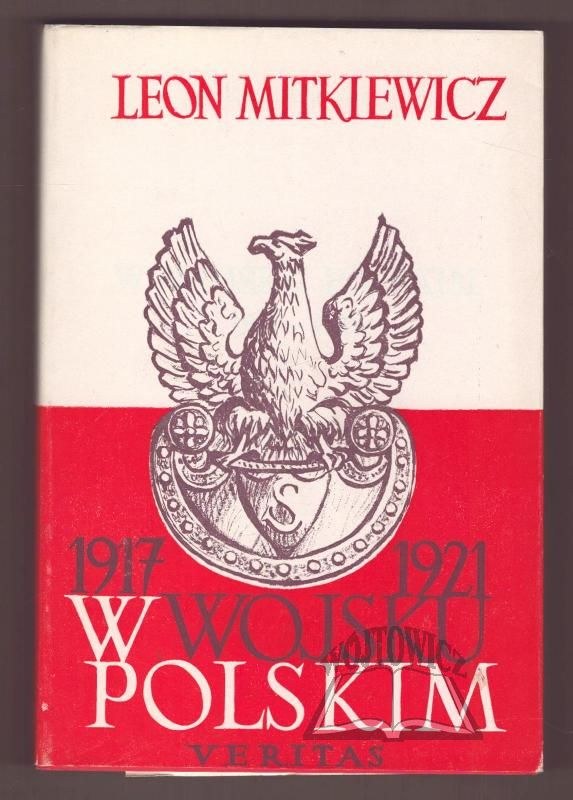 LEON MITKIEWICZ
S
1917 1921
W WOJSKU
WÓJTOWICZ
POLSKIM
VERITAS